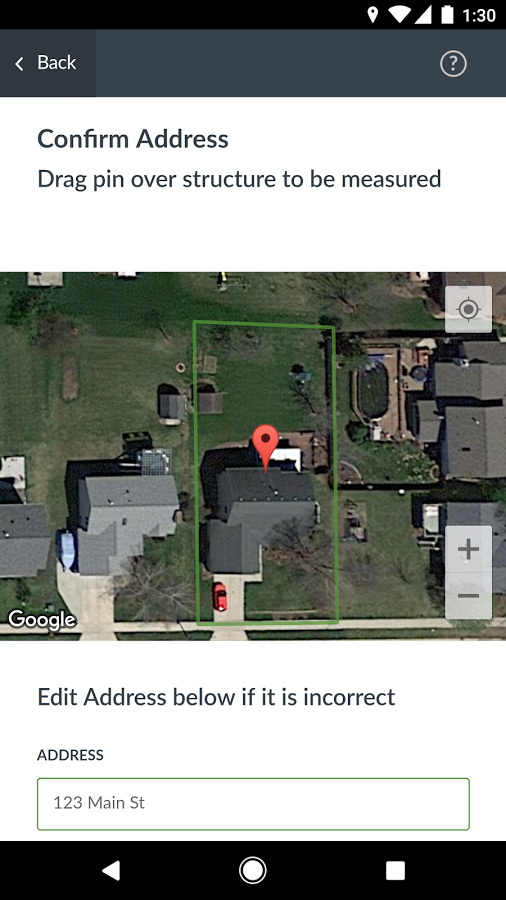 1:30
Back
?
Confirm Address
Drag pin over structure to be measured
+
−
Google
Edit Address below if it is incorrect
ADDRESS
123 Main St